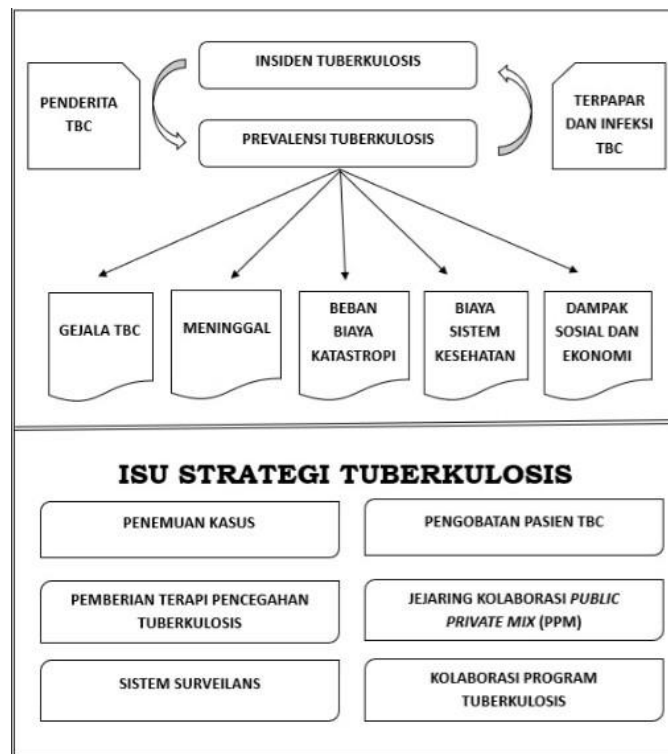 INSIDEN TUBERKULOSIS
PENDERITA
TBC
PREVALENSI TUBERKULOSIS
TERPAPAR
DAN INFEKSI
TBC
GEJALA TBC
MENINGGAL
BEBAN
BIAYA
KATASTROPI
BIAYA
SISTEM
KESEHATAN
DAMPAK
SOSIAL DAN
EKONOMI
ISU STRATEGI TUBERKULOSIS
PENEMUAN KASUS
PENGOBATAN PASIEN TBC
PEMBERIAN TERAPI PENCEGAHAN
TUBERKULOSIS
JEJARING KOLABORASI PUBLIC
PRIVATE MIX (PPM)
SISTEM SURVEILANS
KOLABORASI PROGRAM
TUBERKULOSIS